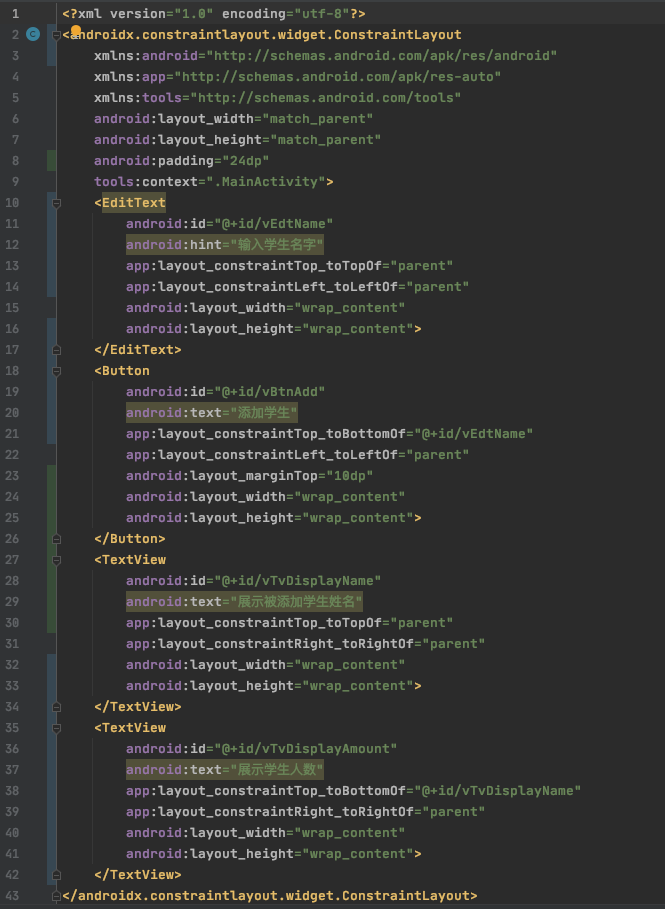 1 <?xml version="1.0" encoding="utf-8"?>
2 C <androidx.constraintlayout.widget.ConstraintLayout
3 xmlns:android="http://schemas.android.com/apk/res/android"
4 xmlns:app="http://schemas.android.com/apk/res-auto"
5 xmlns:tools="http://schemas.android.com/tools"
6 android:layout_width="match_parent"
7 android:layout_height="match_parent"
8 android:padding="24dp"
9 tools:context=".MainActivity">
10 <EditText
11 android:id="@+id/vEdtName"
12 android:hint="输入学生名字"
13 app:layout_constraintTop_toTopOf="parent"
14 app:layout_constraintLeft_toLeftOf="parent"
15 android:layout_width="wrap_content"
16 android:layout_height="wrap_content">
17 </EditText>
18 <Button
19 android:id="@+id/vBtnAdd"
20 android:text="添加学生"
21 app:layout_constraintTop_toBottomOf="@+id/vEdtName"
22 app:layout_constraintLeft_toLeftOf="parent"
23 android:layout_marginTop="10dp"
24 android:layout_width="wrap_content"
25 android:layout_height="wrap_content">
26 </Button>
27 <TextView
28 android:id="@+id/vTvDisplayName"
29 android:text="展示被添加学生姓名"
30 app:layout_constraintTop_toTopOf="parent"
31 app:layout_constraintRight_toRightOf="parent"
32 android:layout_width="wrap_content"
33 android:layout_height="wrap_content">
34 </TextView>
35 <TextView
36 android:id="@+id/vTvDisplayAmount"
37 android:text="展示学生人数"
38 app:layout_constraintTop_toBottomOf="@+id/vTvDisplayName"
39 app:layout_constraintRight_toRightOf="parent"
40 android:layout_width="wrap_content"
41 android:layout_height="wrap_content">
42 </TextView>
43 </androidx.constraintlayout.widget.ConstraintLayout>